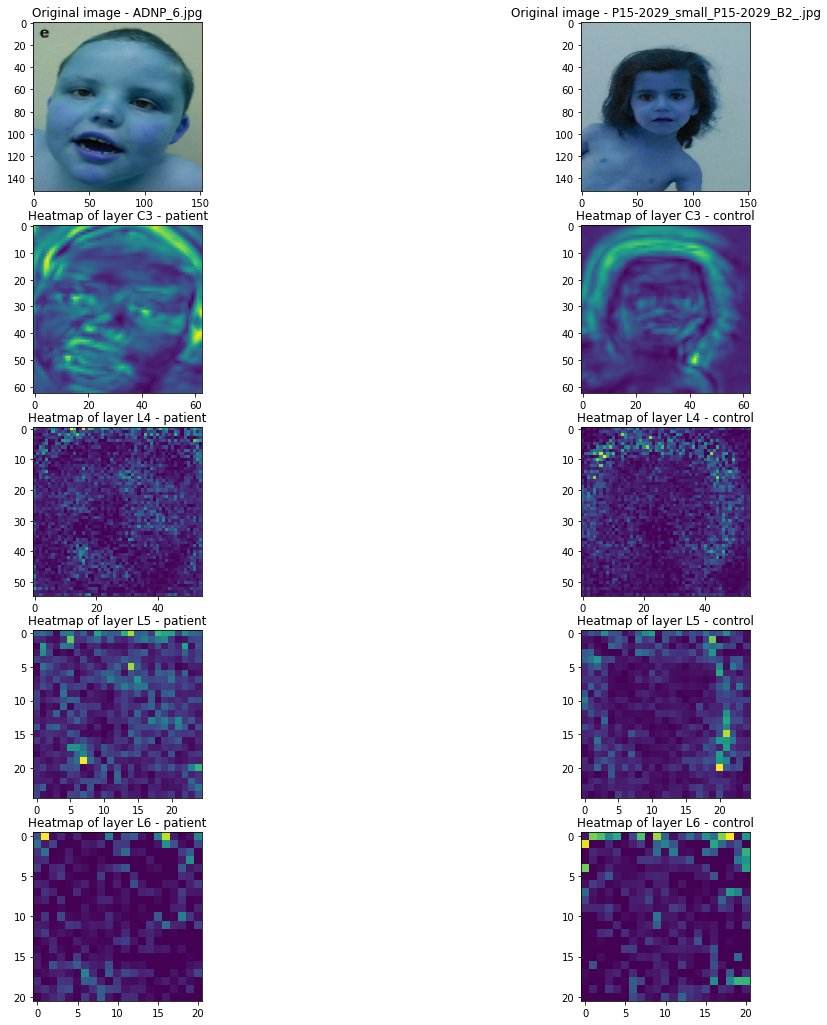 Original image - ADNP_6.jpg
Original image - P15-2029_small_P15-2029_B2_.jpg
0
20
40
60
80
100
120
140
0 50 100 150
e
0
20
40
60
80
100
120
140
0 50 100 150
Heatmap of layer C3 - patient
Heatmap of layer C3 - control
0
10
20
30
40
50
60
0 20 40 60
0
10
20
30
40
50
60
0 20 40 60
Heatmap of layer L4 - patient
Heatmap of layer L4 - control
0
10
20
30
40
50
0 20 40
0
10
20
30
40
50
0 20 40
Heatmap of layer L5 - patient
Heatmap of layer L5 - control
0
5
10
15
20
0 5 10 15 20
0
5
10
15
20
0 5 10 15 20
Heatmap of layer L6 - patient
Heatmap of layer L6 - control
0
5
10
15
20
0 5 10 15 20
0
5
10
15
20
0 5 10 15 20